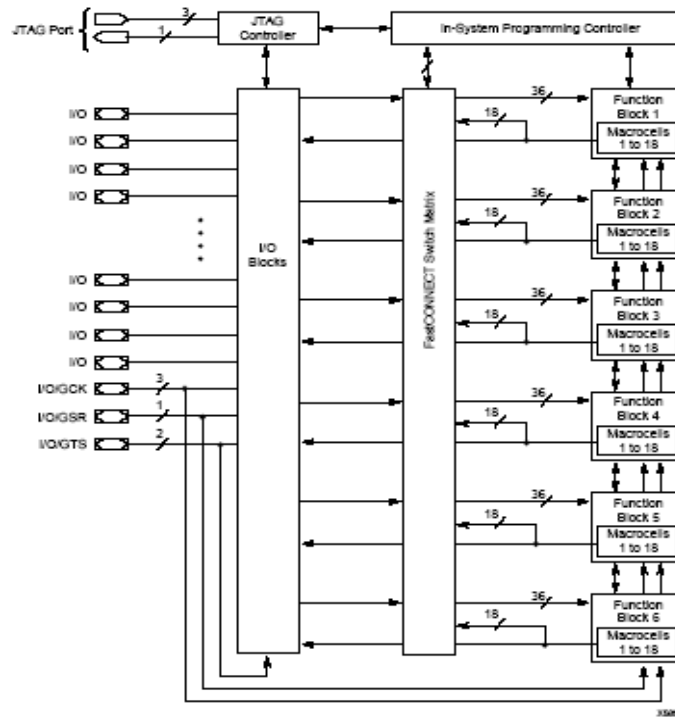 JTAG Port
3
1
JTAG
Controller
In-System Programming Controller
I/O
I/O
I/O
I/O
I/O
I/O
I/O
I/O
I/O/GCK
3
I/O/GSR
1
I/O/GTS
2
I/O
Blocks
FastCONNECT Switch Matrix
36
18
Function
Block 1
Macrocells
1 to 18
36
18
Function
Block 2
Macrocells
1 to 18
36
18
Function
Block 3
Macrocells
1 to 18
36
18
Function
Block 4
Macrocells
1 to 18
36
18
Function
Block 5
Macrocells
1 to 18
36
18
Function
Block 6
Macrocells
1 to 18